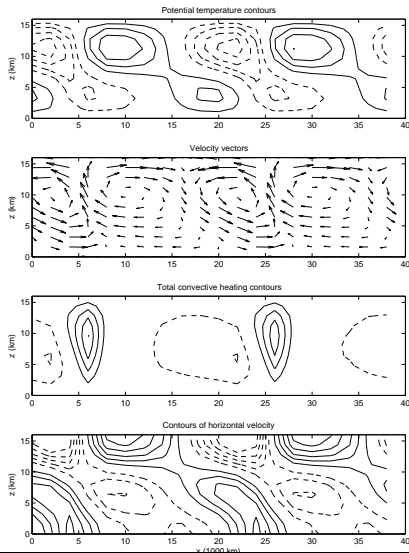 Potential temperature contours
15
10
5
0
z (km)
0 5 10 15 20 25 30 35 40
Velocity vectors
15
10
5
0
z (km)
0 5 10 15 20 25 30 35 40
Total convective heating contours
15
10
5
0
z (km)
0 5 10 15 20 25 30 35 40
Contours of horizontal velocity
15
10
5
0
z (km)
0 5 10 15 20 25 30 35 40
x (1000 km)